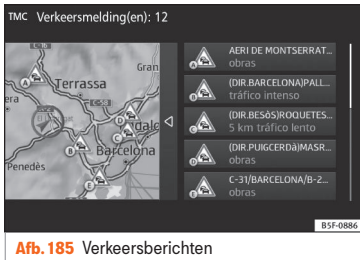 TMC Verkeersmelding(en): 12
C-16
Gran
Terrassa
C-58
era
Barcelona
Penedès
A
B
C
D
E
A AERI DE MONTSERRAT...
obras
B (DIR.BARCELONA)PALL...
tráfico intenso
C (DIR.BESòS)ROQUETES...
5 km tráfico lento
D (DIR.PUIGCERDà)MASR...
obras
E C-31/BARCELONA/B-2...
obras
B5F-0886
Afb. 185 Verkeersberichten